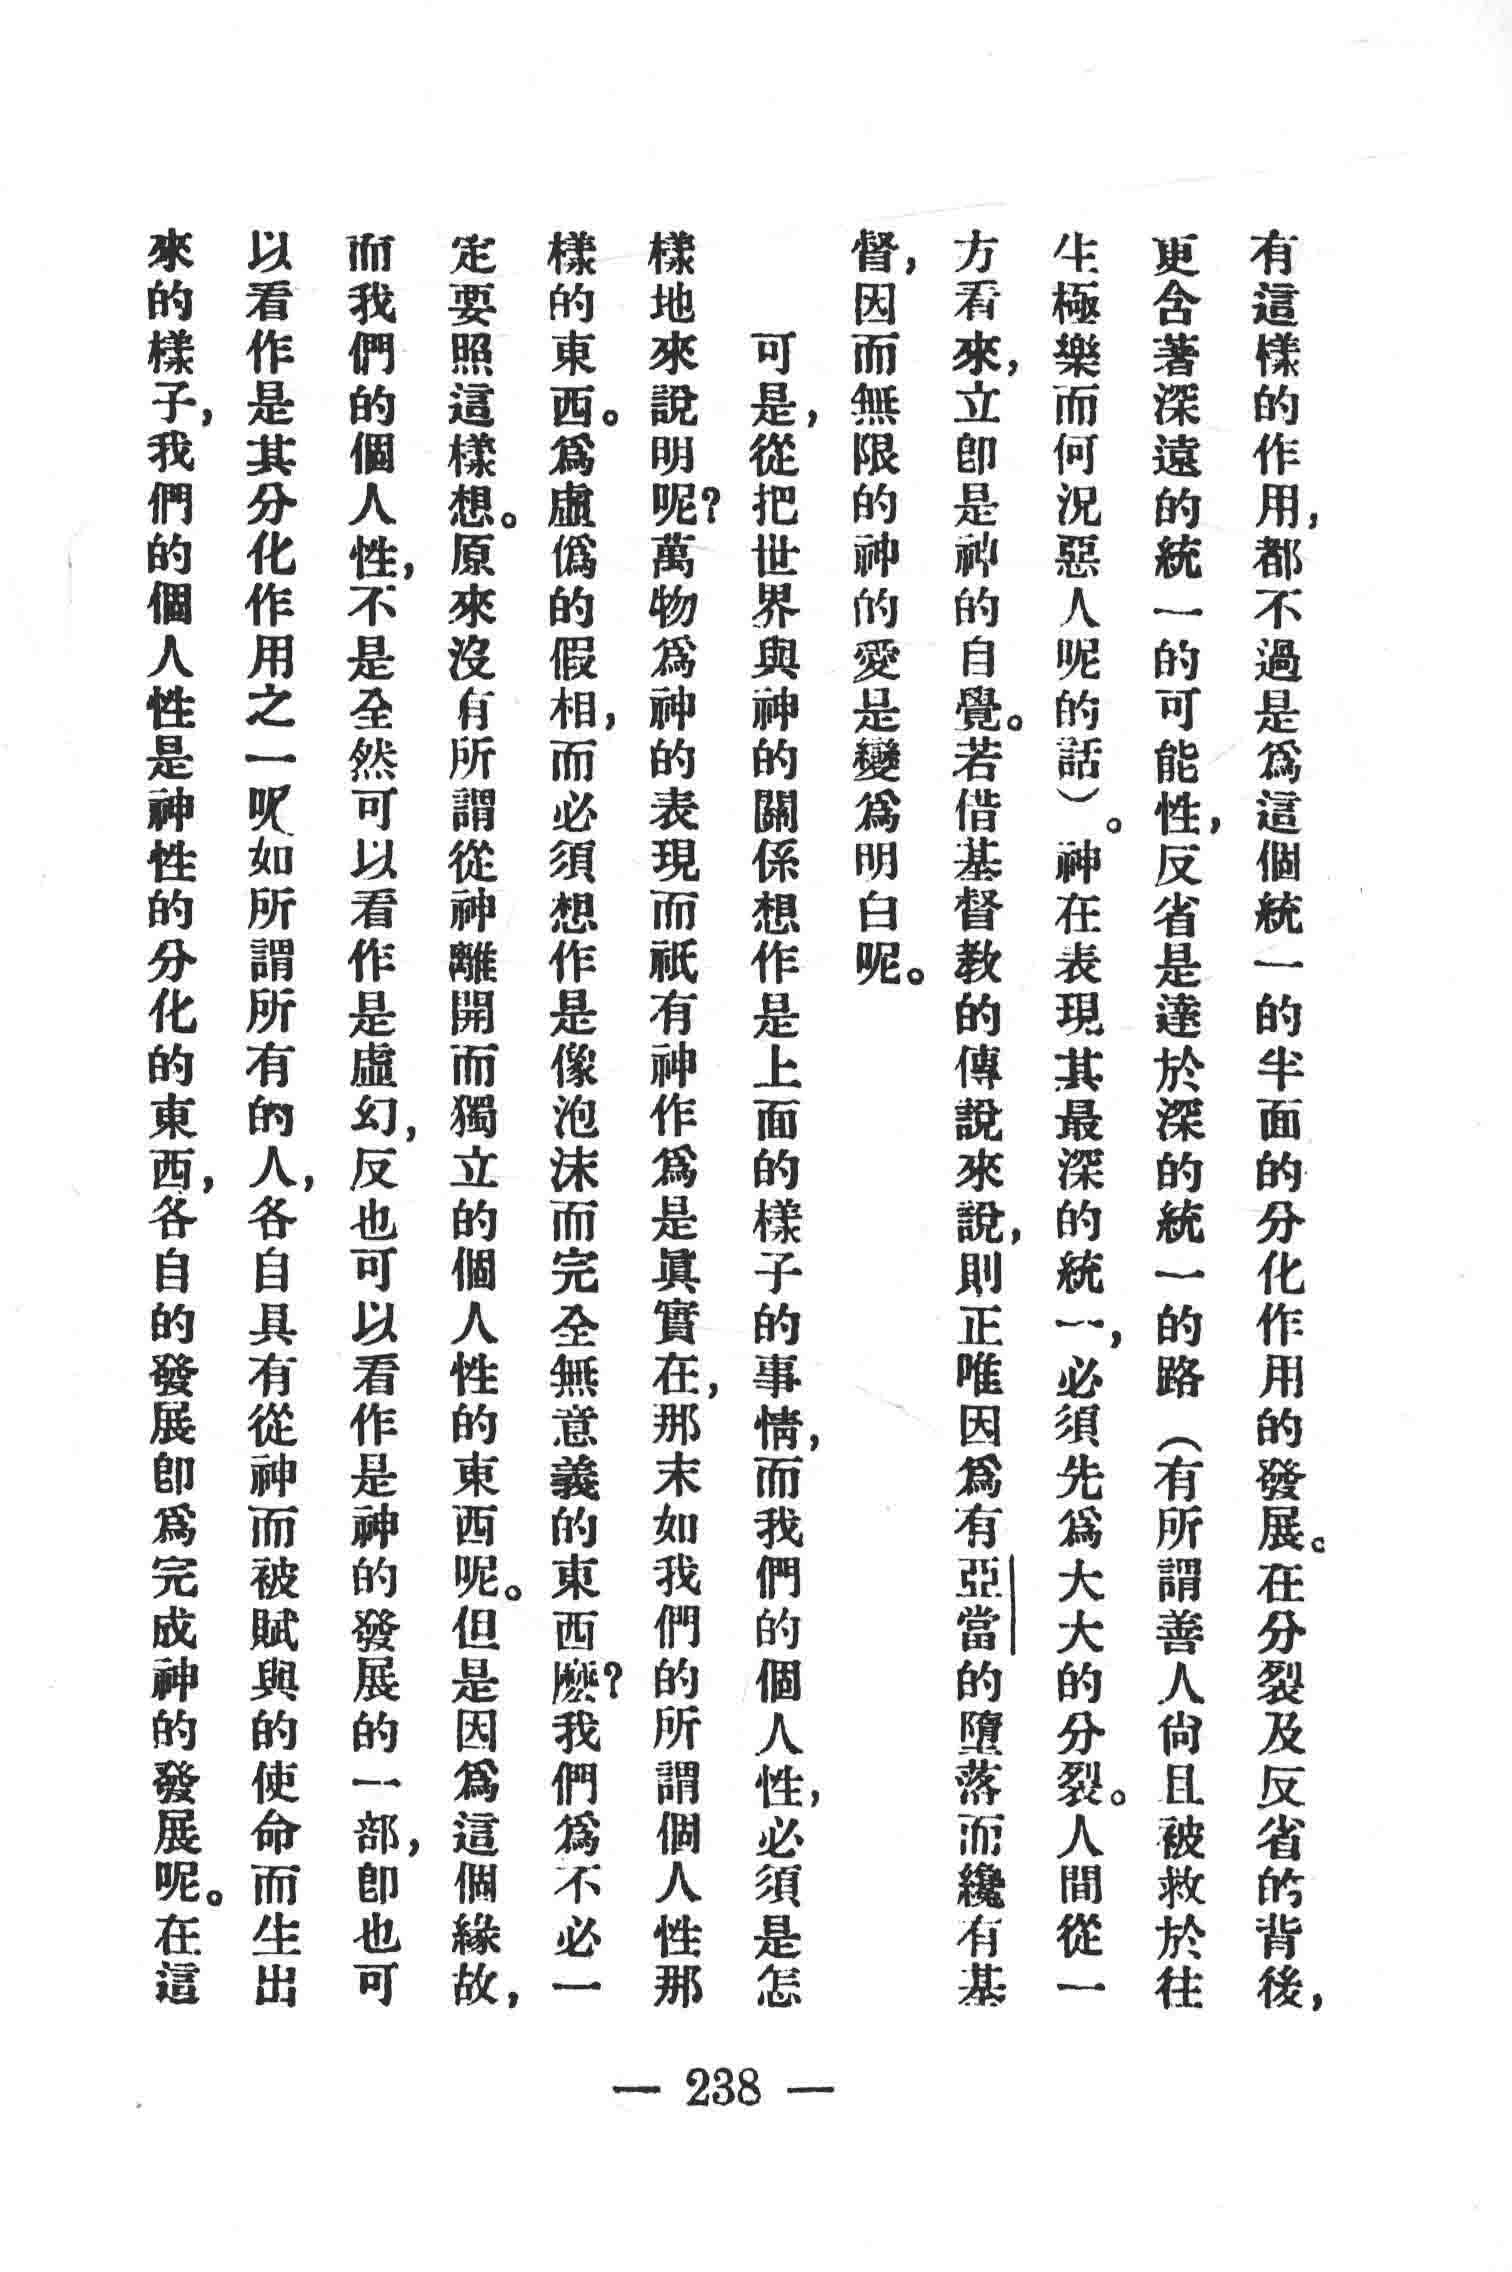 有這樣的作用，都不過是爲這個統一的半面的分化作用的發展。在分裂及反省的背後，
更含著深遠的統一的可能性，反省是達於深的統一的路（有所謂善人尙且被救於往
生極樂而何況惡人呢的話）。神在表現其最深的統一，必須先爲大大的分裂。人間從一
方看來，立卽是神的自覺。若借基督教的傳說來說，則正唯因爲有亞當的墮落而纔有基
督，因而無限的神的愛是變爲明白呢。
可是，從把世界與神的關係想作是上面的樣子的事情，而我們的個人性，必須是怎
樣地來說明呢？萬物爲神的表現而祇有神作爲是眞實在，那末如我們的所謂個人性那
樣的東西。爲虛僞的假相，而必須想作是像泡沫而完全無意義的東西麽？我們爲不必一
定要照這樣想。原來沒有所謂從神離開而獨立的個人性的東西呢。但是因爲這個緣故，
而我們的個人性，不是全然可以看作是虛幻，反也可以看作是神的發展的一部，卽也可
以看作是其分化作用之一呢如所謂所有的人，各自具有從神而被賦與的使命而生出
來的樣子，我們的個人性是神性的分化的東西，各自的發展卽爲完成神的發展呢。在這
— 238 —